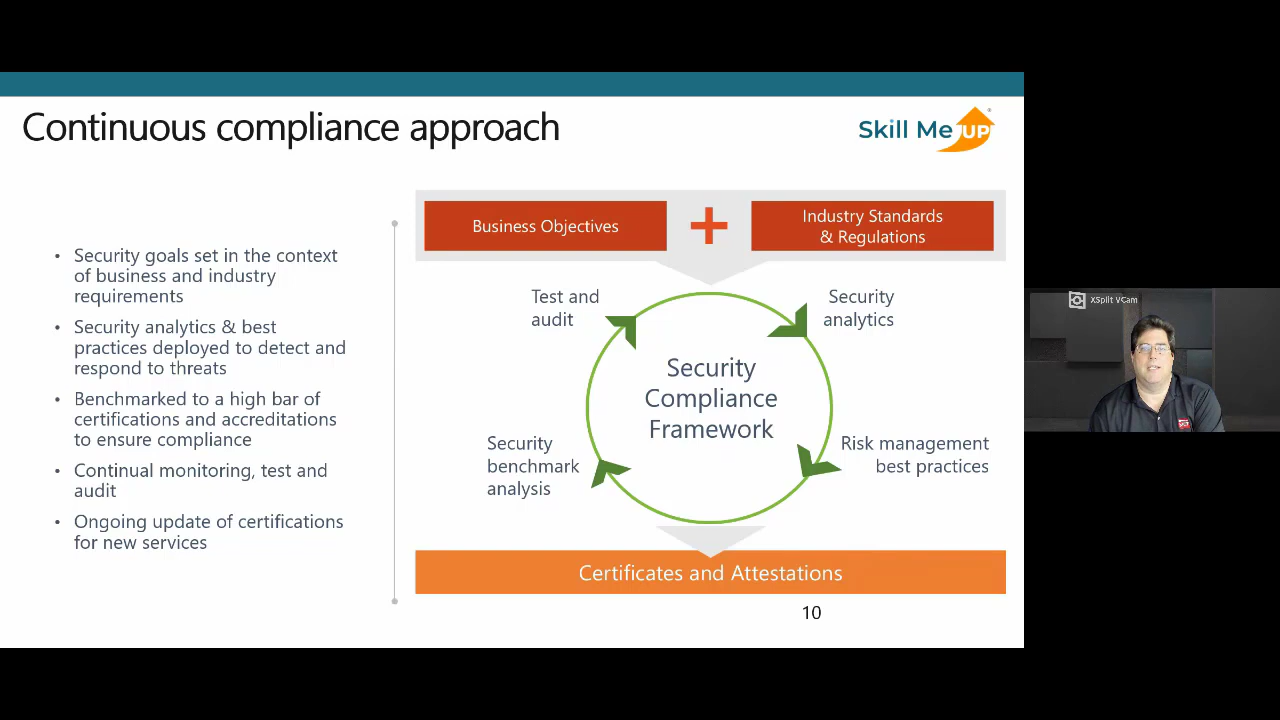 Continuous compliance approach
Skill Me UP
• Security goals set in the context
of business and industry
requirements
• Security analytics & best
practices deployed to detect and
respond to threats
• Benchmarked to a high bar of
certifications and accreditations
to ensure compliance
• Continual monitoring, test and
audit
• Ongoing update of certifications
for new services
Business Objectives
+
Industry Standards
& Regulations
Test and
audit
Security
analytics
Security
Compliance
Framework
Security
benchmark
analysis
Risk management
best practices
Certificates and Attestations
10
XSplit VCam